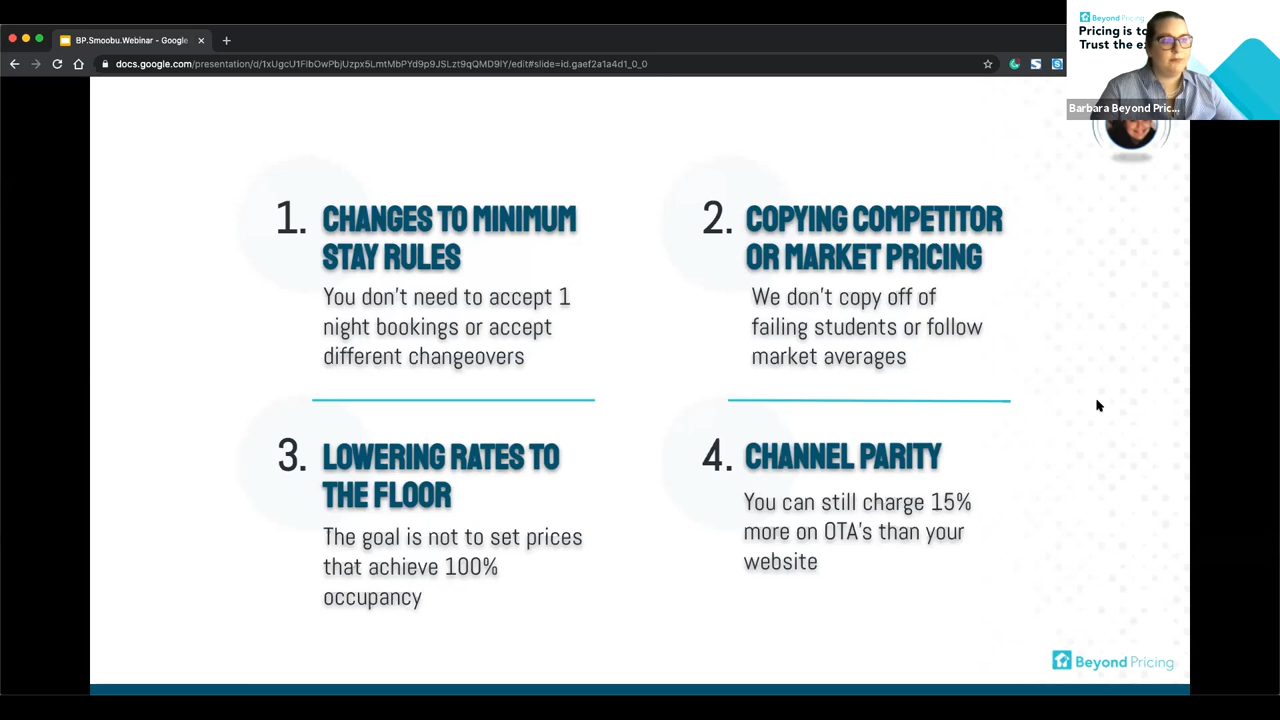 BP.Smoobu.Webinar - Google
docs.google.com/presentation/d/1xUgcU1FlbOwPbjUzpx5LmtMbPYd9p9JSLzt9qQMD9lY/edit#slide=id.gaef2a1a4d1_0_0
Beyond Pricing
Pricing is to
Trust the e
Barbara Beyond Pric...
1. CHANGES TO MINIMUM
STAY RULES
You don't need to accept 1
night bookings or accept
different changeovers
2. COPYING COMPETITOR
OR MARKET PRICING
We don't copy off of
failing students or follow
market averages
3. LOWERING RATES TO
THE FLOOR
The goal is not to set prices
that achieve 100%
occupancy
4. CHANNEL PARITY
You can still charge 15%
more on OTA's than your
website
Beyond Pricing